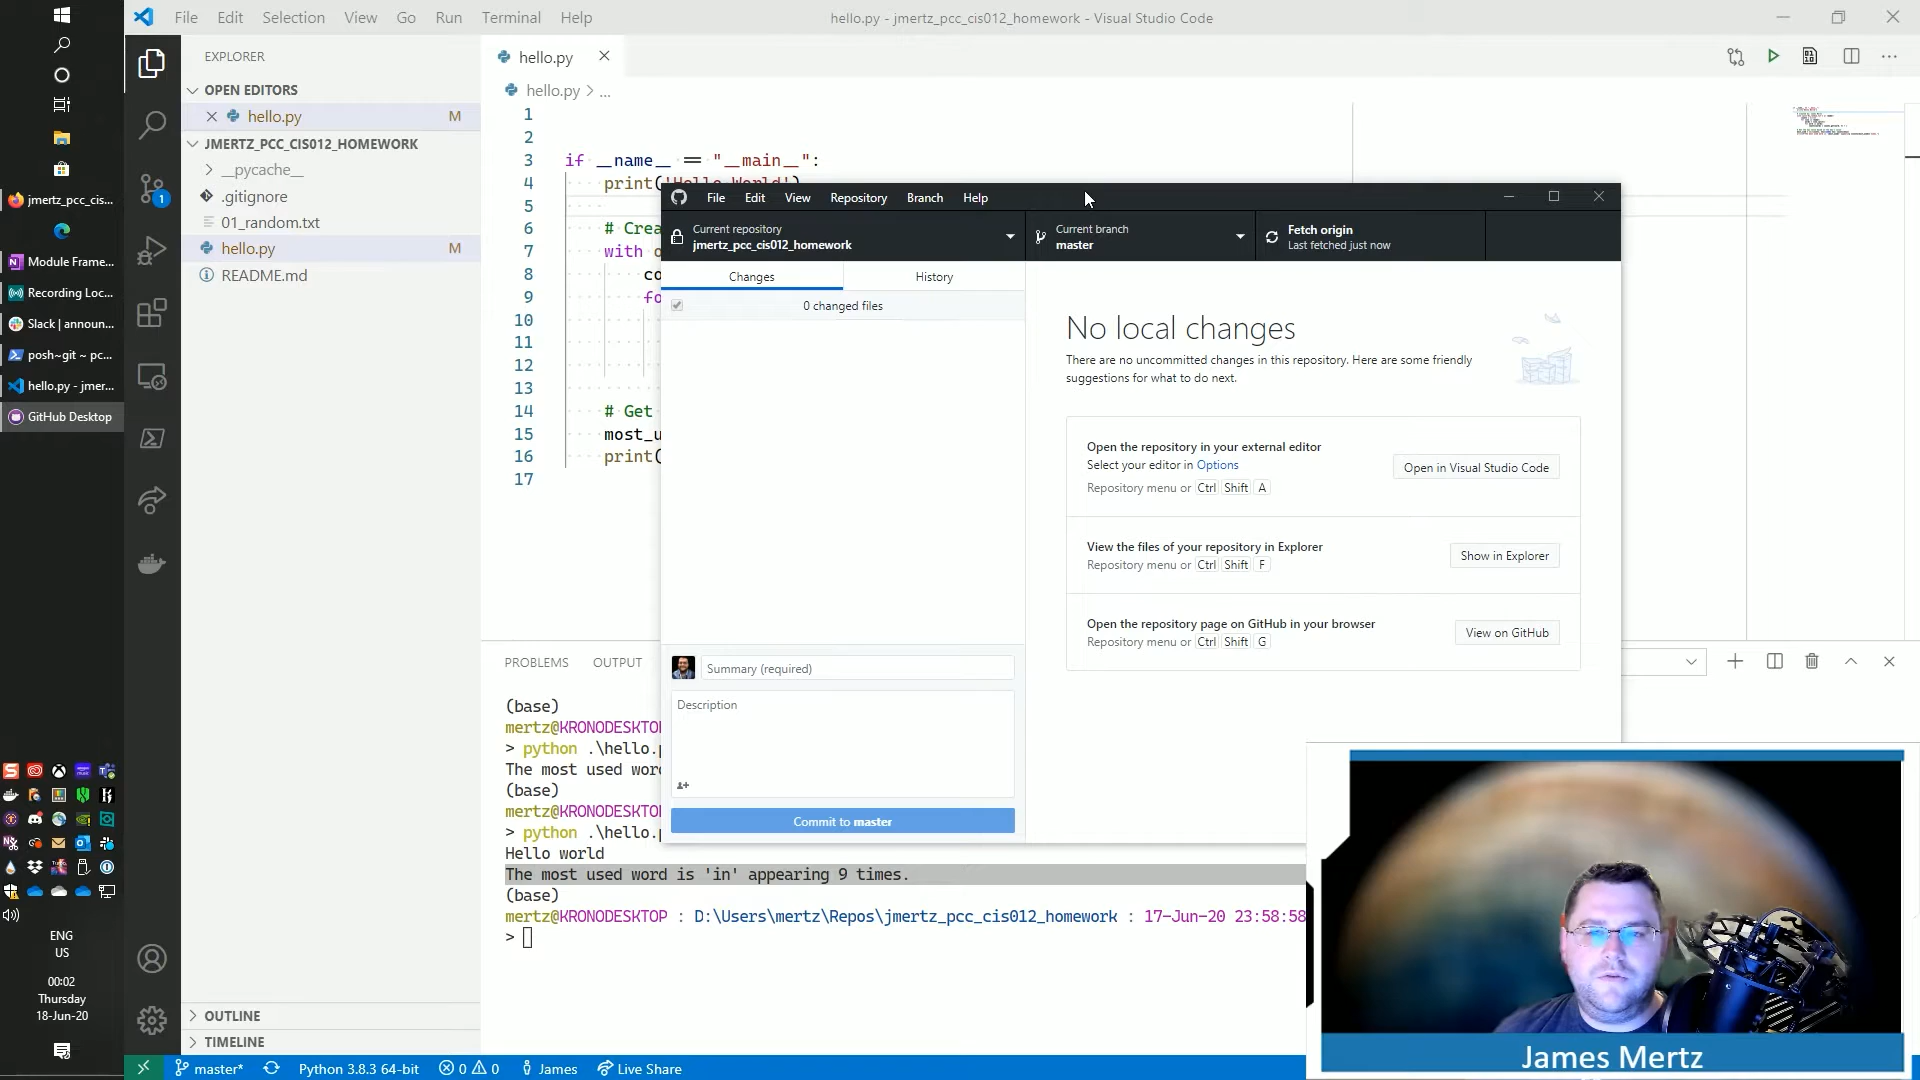 File Edit Selection View Go Run Terminal Help
hello.py - jmertz_pcc_cis012_homework - Visual Studio Code
jmertz_pcc_cis...
Module Frame...
Recording Loc...
Slack | announ...
posh~git ~ pc...
hello.py - jmer...
GitHub Desktop
ENG
US
00:02
Thursday
18-Jun-20
EXPLORER
OPEN EDITORS
hello.py M
JMERTZ_PCC_CIS012_HOMEWORK
__pycache__
.gitignore
01_random.txt
hello.py M
README.md
OUTLINE
TIMELINE
1
hello.py
hello.py > ...
1
2
3 if __name__ == "__main__":
4 print('Hello World')
5
6 # Crea
7 with o
8 co
9 fo
10
11
12
13
14 # Get
15 most_u
16 print(
17
File Edit View Repository Branch Help
Current repository
jmertz_pcc_cis012_homework
Current branch
master
Fetch origin
Last fetched just now
Changes History
0 changed files
No local changes
There are no uncommitted changes in this repository. Here are some friendly
suggestions for what to do next.
Open the repository in your external editor
Select your editor in Options
Repository menu or Ctrl Shift A
Open in Visual Studio Code
View the files of your repository in Explorer
Repository menu or Ctrl Shift F
Show in Explorer
Open the repository page on GitHub in your browser
Repository menu or Ctrl Shift G
View on GitHub
Summary (required)
Description
Commit to master
PROBLEMS OUTPUT
(base)
mertz@KRONODESKTO
> python .\hello.p
The most used wor
(base)
mertz@KRONODESKTO
> python .\hello.p
Hello world
The most used word is 'in' appearing 9 times.
(base)
mertz@KRONODESKTOP : D:\Users\mertz\Repos\jmertz_pcc_cis012_homework : 17-Jun-20 23:58:58
>
master* Python 3.8.3 64-bit 0 0 James Live Share
James Mertz